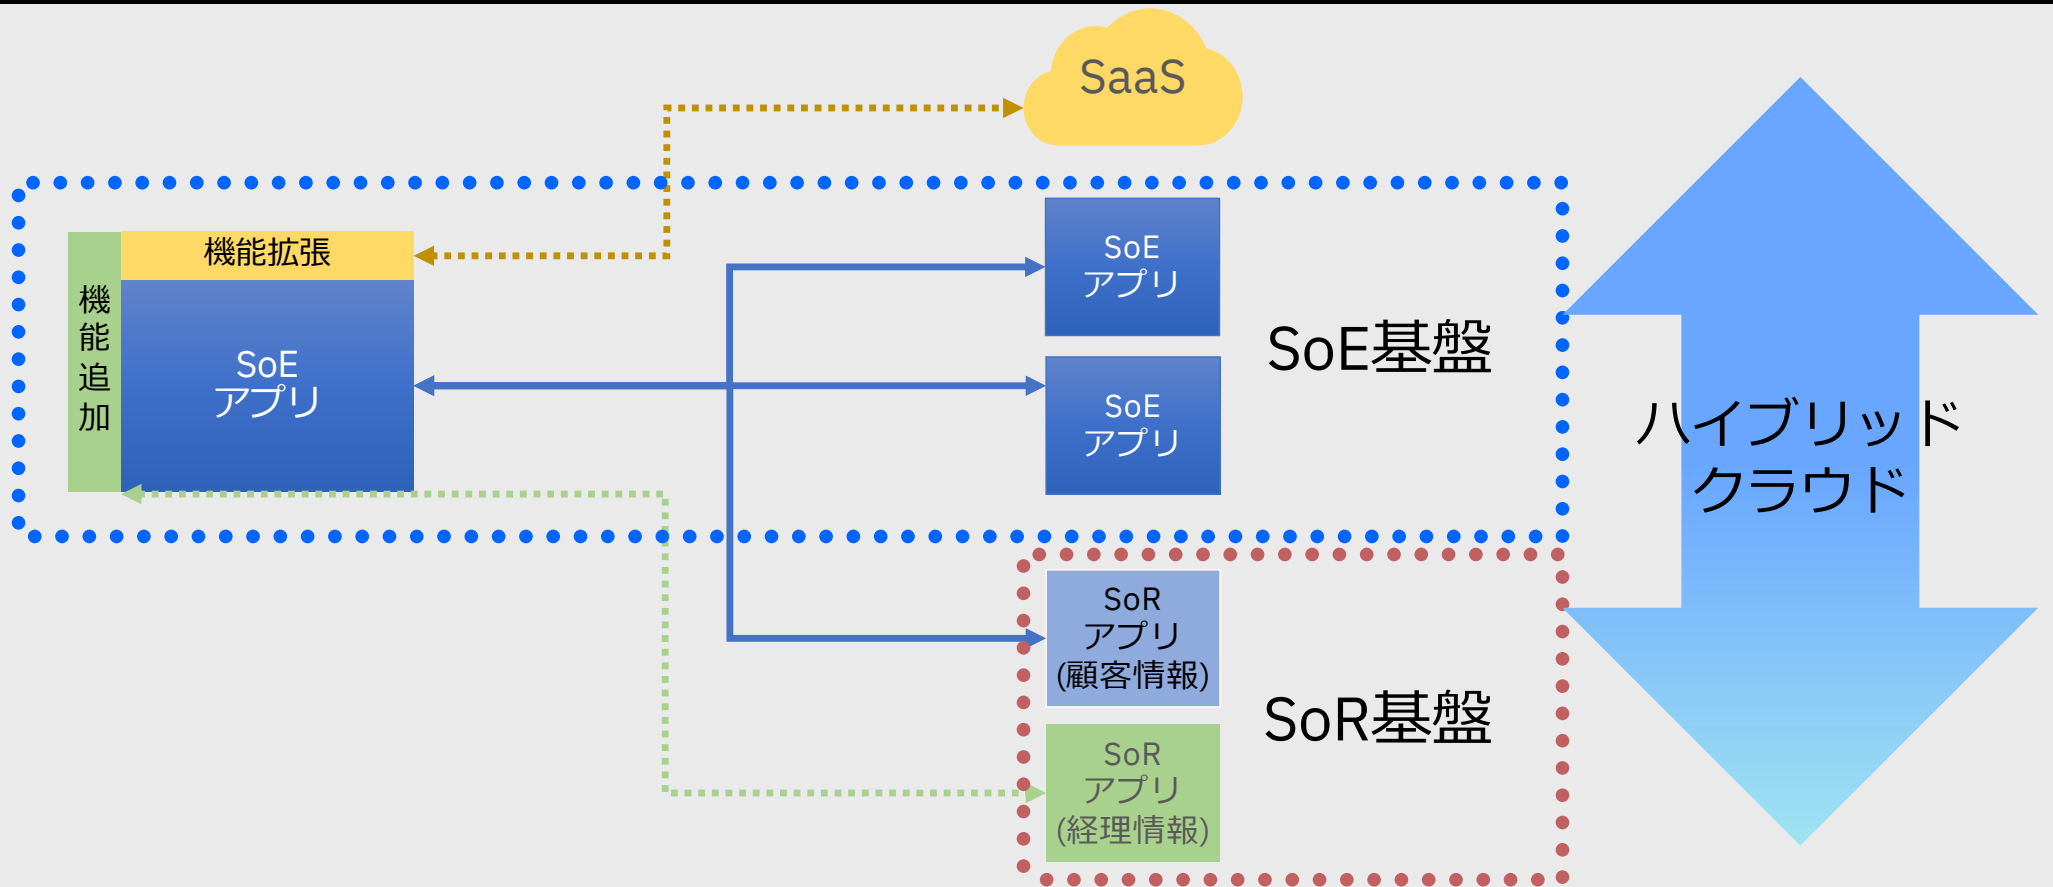 SaaS
機能拡張
機能追加
SoE
アプリ
SoE
アプリ
SoE
アプリ
SoE基盤
ハイブリッド
クラウド
SoR
アプリ
(顧客情報)
SoR基盤
SoR
アプリ
(経理情報)